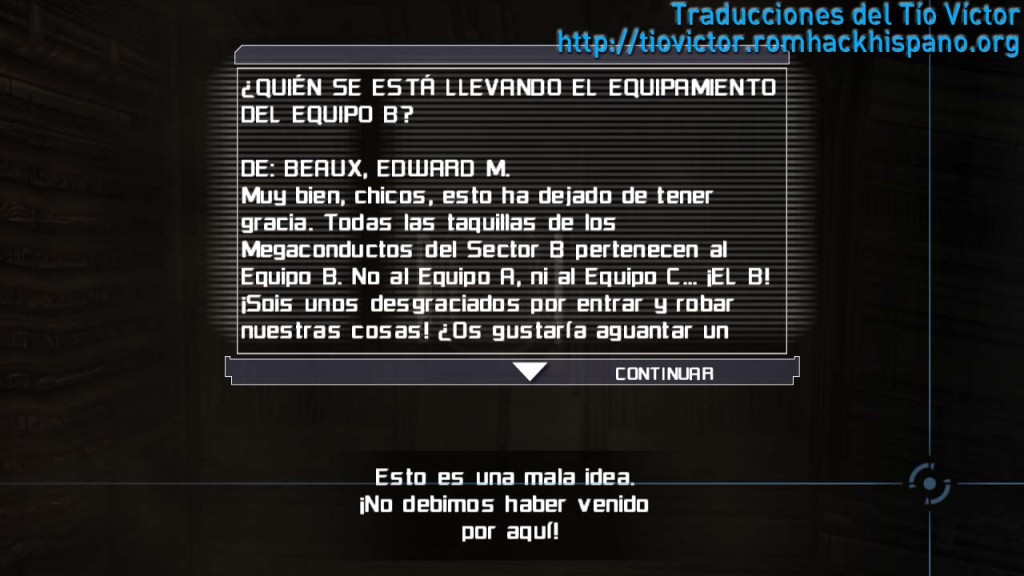 Traducciones del Tío Víctor
http://tiovictor.romhackhispano.org
¿QUIÉN SE ESTÁ LLEVANDO EL EQUIPAMIENTO
DEL EQUIPO B?
DE: BEAUX, EDWARD M.
Muy bien, chicos, esto ha dejado de tener
gracia. Todas las taquillas de los
Megaconductos del Sector B pertenecen al
Equipo B. No al Equipo A, ni al Equipo C... ¡EL B!
¡Sois unos desgraciados por entrar y robar
nuestras cosas! ¿Os gustaría aguantar un
CONTINUAR
Esto es una mala idea.
¡No debimos haber venido
por aquí!